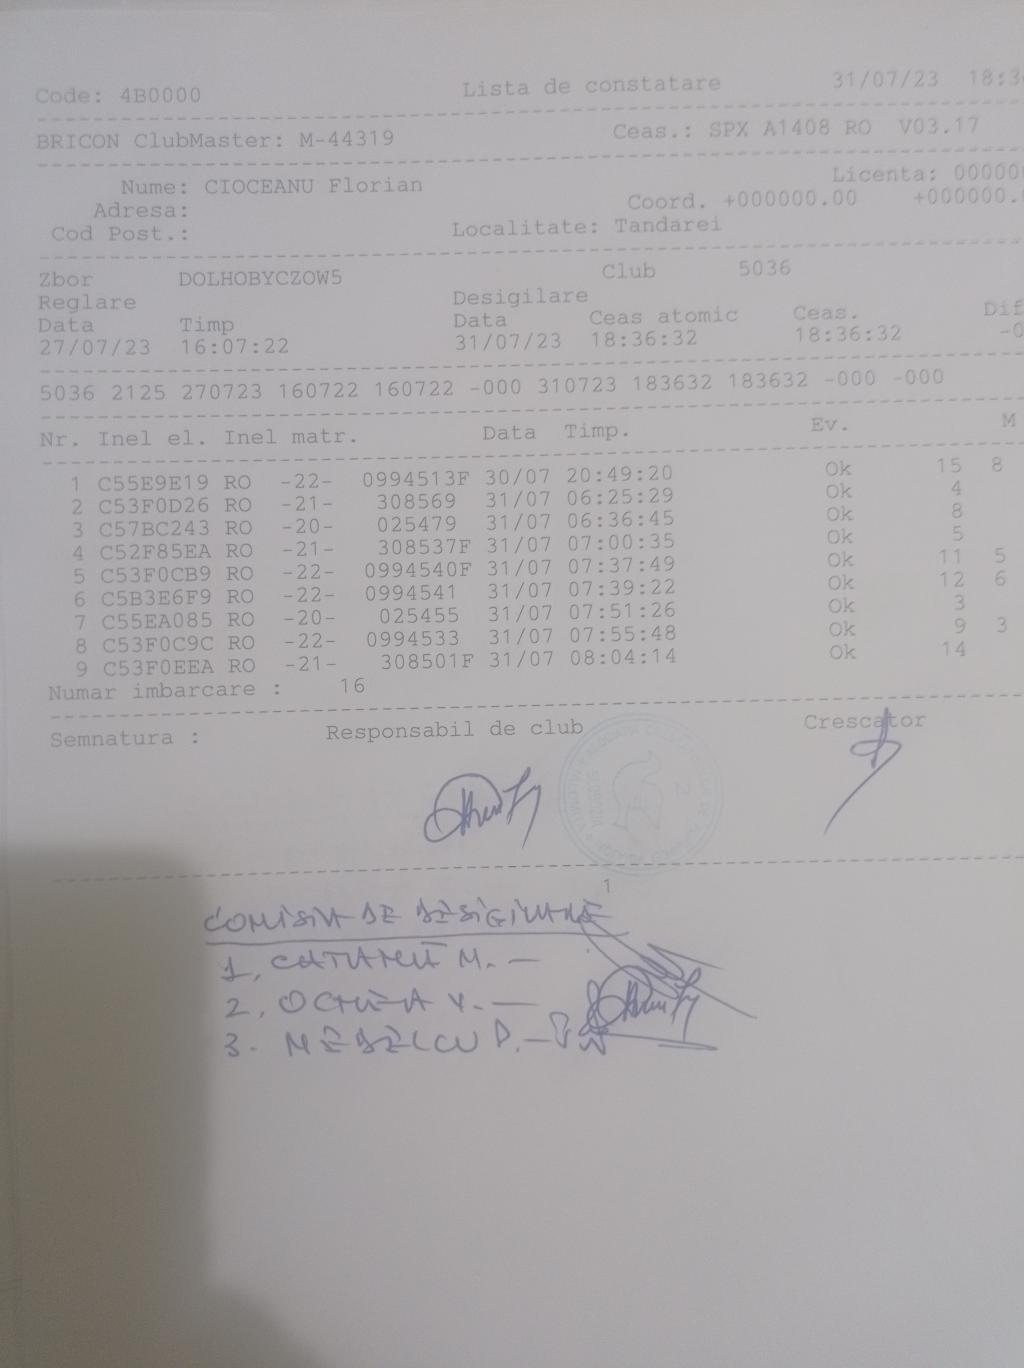 Code: 4B0000 Lista de constatare 31/07/23 18:3
BRICON ClubMaster: M-44319 Ceas.: SPX A1408 RO V03.17
Nume: CIOCEANU Florian Licenta: 00000
Adresa: Coord. +000000.00 +000000.
Cod Post.: Localitate: Tandarei
Zbor DOLHOBYCZOW5 Club 5036
Reglare Desigilare
Data Timp Data Ceas atomic Ceas. Dif
27/07/23 16:07:22 31/07/23 18:36:32 18:36:32 -0
5036 2125 270723 160722 160722 -000 310723 183632 183632 -000 -000
Nr. Inel el. Inel matr. Data Timp. Ev. M
1 C55E9E19 RO -22- 0994513F 30/07 20:49:20 Ok 15 8
2 C53F0D26 RO -21- 308569 31/07 06:25:29 Ok 4
3 C57BC243 RO -20- 025479 31/07 06:36:45 Ok 8
4 C52F85EA RO -21- 308537F 31/07 07:00:35 Ok 5
5 C53F0CB9 RO -22- 0994540F 31/07 07:37:49 Ok 11 5
6 C5B3E6F9 RO -22- 0994541 31/07 07:39:22 Ok 12 6
7 C55EA085 RO -20- 025455 31/07 07:51:26 Ok 3
8 C53F0C9C RO -22- 0994533 31/07 07:55:48 Ok 9 3
9 C53F0EEA RO -21- 308501F 31/07 08:04:14 Ok 14
Numar imbarcare : 16
Semnatura : Responsabil de club Crescator
1
COMISIA DE DESIGILARE
1. M. —
2. V. —
3. NEDELCU D. —